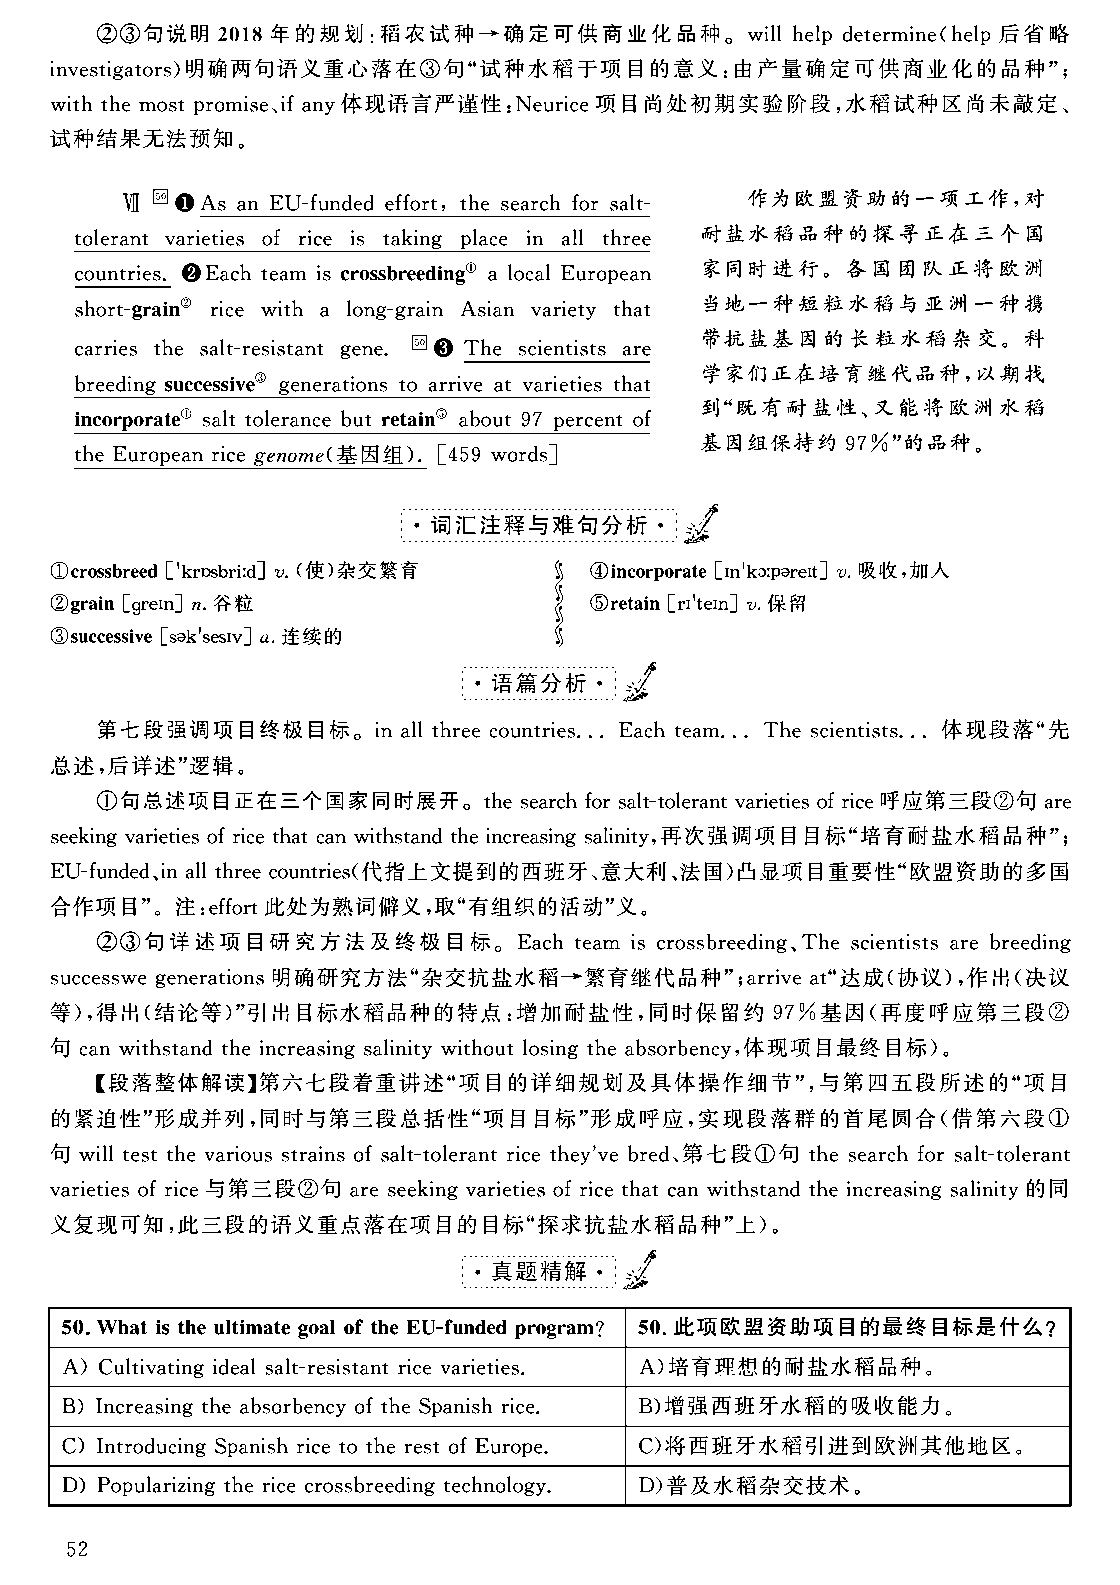 ②③句说明 2018 年的规划:稻农试种→确定可供商业化品种。will help determine(help 后省略
investigators)明确两句语义重心落在③句“试种水稻于项目的意义:由产量确定可供商业化的品种”;
with the most promise、if any 体现语言严谨性:Neurice 项目尚处初期实验阶段,水稻试种区尚未敲定、
试种结果无法预知。
Ⅶ 50 ❶ As an EU-funded effort, the search for salt-
tolerant varieties of rice is taking place in all three
countries. ❷ Each team is crossbreeding① a local European
short-grain② rice with a long-grain Asian variety that
carries the salt-resistant gene. 50 ❸ The scientists are
breeding successive③ generations to arrive at varieties that
incorporate④ salt tolerance but retain⑤ about 97 percent of
the European rice genome(基因组). [459 words]
作为欧盟资助的一项工作,对
耐盐水稻品种的探寻正在三个国
家同时进行。各国团队正将欧洲
当地一种短粒水稻与亚洲一种携
带抗盐基因的长粒水稻杂交。科
学家们正在培育继代品种,以期找
到“既有耐盐性、又能将欧洲水稻
基因组保持约 97%”的品种。
·词汇注释与难句分析·
①crossbreed [ˈkrɒsbriːd] v. (使)杂交繁育
②grain [greɪn] n. 谷粒
③successive [səkˈsesɪv] a. 连续的
④incorporate [ɪnˈkɔːpəreɪt] v. 吸收,加入
⑤retain [rɪˈteɪn] v. 保留
·语篇分析·
第七段强调项目终极目标。in all three countries... Each team... The scientists... 体现段落“先
总述,后详述”逻辑。
①句总述项目正在三个国家同时展开。the search for salt-tolerant varieties of rice 呼应第三段②句 are
seeking varieties of rice that can withstand the increasing salinity,再次强调项目目标“培育耐盐水稻品种”;
EU-funded、in all three countries(代指上文提到的西班牙、意大利、法国)凸显项目重要性“欧盟资助的多国
合作项目”。注:effort 此处为熟词僻义,取“有组织的活动”义。
②③句详述项目研究方法及终极目标。Each team is crossbreeding、The scientists are breeding
successwe generations 明确研究方法“杂交抗盐水稻→繁育继代品种”;arrive at“达成(协议),作出(决议
等),得出(结论等)”引出目标水稻品种的特点:增加耐盐性,同时保留约 97%基因(再度呼应第三段②
句 can withstand the increasing salinity without losing the absorbency,体现项目最终目标)。
【段落整体解读】第六七段着重讲述“项目的详细规划及具体操作细节”,与第四五段所述的“项目
的紧迫性”形成并列,同时与第三段总括性“项目目标”形成呼应,实现段落群的首尾圆合(借第六段①
句 will test the various strains of salt-tolerant rice they've bred、第七段①句 the search for salt-tolerant
varieties of rice 与第三段②句 are seeking varieties of rice that can withstand the increasing salinity 的同
义复现可知,此三段的语义重点落在项目的目标“探求抗盐水稻品种”上)。
·真题精解·
50. What is the ultimate goal of the EU-funded program? 50. 此项欧盟资助项目的最终目标是什么?
A) Cultivating ideal salt-resistant rice varieties. A)培育理想的耐盐水稻品种。
B) Increasing the absorbency of the Spanish rice. B)增强西班牙水稻的吸收能力。
C) Introducing Spanish rice to the rest of Europe. C)将西班牙水稻引进到欧洲其他地区。
D) Popularizing the rice crossbreeding technology. D)普及水稻杂交技术。
52